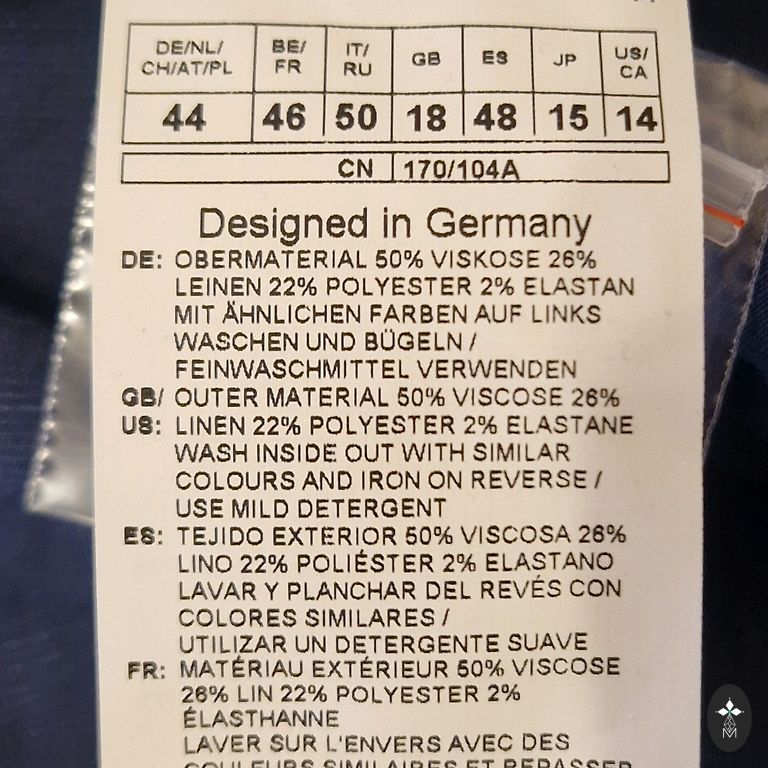 DE/NL/ CH/AT/PL BE/ FR IT/ RU GB ES JP US/ CA
44 46 50 18 48 15 14
CN 170/104A
Designed in Germany
DE: OBERMATERIAL 50% VISKOSE 26%
LEINEN 22% POLYESTER 2% ELASTAN
MIT ÄHNLICHEN FARBEN AUF LINKS
WASCHEN UND BÜGELN /
FEINWASCHMITTEL VERWENDEN
GB/ OUTER MATERIAL 50% VISCOSE 26%
US: LINEN 22% POLYESTER 2% ELASTANE
WASH INSIDE OUT WITH SIMILAR
COLOURS AND IRON ON REVERSE /
USE MILD DETERGENT
ES: TEJIDO EXTERIOR 50% VISCOSA 26%
LINO 22% POLIÉSTER 2% ELASTANO
LAVAR Y PLANCHAR DEL REVÉS CON
COLORES SIMILARES /
UTILIZAR UN DETERGENTE SUAVE
FR: MATÉRIAU EXTÉRIEUR 50% VISCOSE
26% LIN 22% POLYESTER 2%
ÉLASTHANNE
LAVER SUR L'ENVERS AVEC DES
COULEURS SIMILAIRES ET REPASSER
M